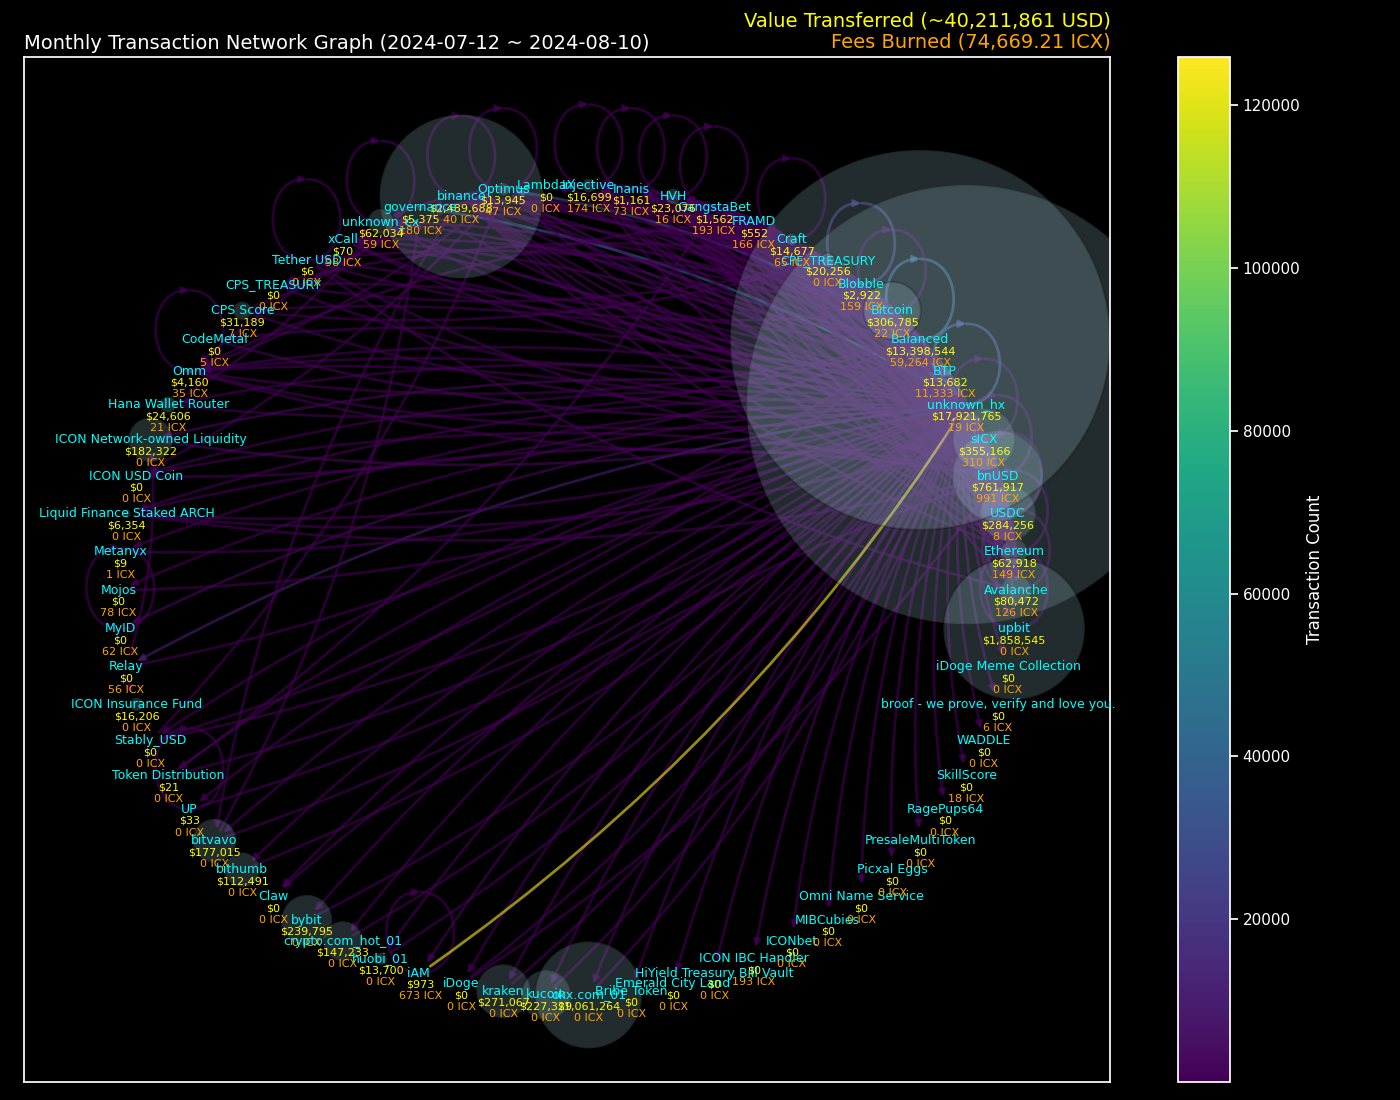 Value Transferred (~40,211,861 USD)
Monthly Transaction Network Graph (2024-07-12 ~ 2024-08-10)
Fees Burned (74,669.21 ICX)
Lambda
$0
0 ICX
Injective
$16,699
174 ICX
Inanis
$1,161
73 ICX
HVH
$23,076
16 ICX
GangstaBet
$1,562
193 ICX
FRAMD
$552
166 ICX
Craft
$14,677
CPF_TREASURY
$20,256
0 ICX
Blobble
$2,922
159 ICX
Bitcoin
$306,785
22 ICX
Balanced
$13,398,544
59,264 ICX
BTP
$13,682
11,333 ICX
unknown_hx
$17,921,765
19 ICX
sICX
$355,166
310 ICX
bnUSD
$761,917
991 ICX
USDC
$284,256
8 ICX
Ethereum
$62,918
149 ICX
Avalanche
$80,472
126 ICX
upbit
$1,858,545
0 ICX
iDoge Meme Collection
$0
0 ICX
broof - we prove, verify and love you.
$0
6 ICX
WADDLE
$0
0 ICX
SkillScore
$0
18 ICX
RagePups64
$0
0 ICX
PresaleMultiToken
$0
0 ICX
Picxal Eggs
$0
0 ICX
Omni Name Service
$0
0 ICX
MIBCubies
$0
0 ICX
ICONbet
$0
0 ICX
ICON IBC Handler
$0
193 ICX
HiYield Treasury Bill Vault
$0
0 ICX
Emerald City Land
$0
0 ICX
Bribe Token
$0
0 ICX
okx.com_01
$1,061,264
0 ICX
kucoin
0 ICX
kraken
$271,067
0 ICX
iDoge
$0
0 ICX
iAM
$973
673 ICX
huobi_01
$13,700
0 ICX
crypto.com_hot_01
$147,233
0 ICX
bybit
$239,795
Claw
$0
0 ICX
bithumb
$112,491
0 ICX
bitvavo
$177,015
0 ICX
UP
$33
0 ICX
Token Distribution
$21
0 ICX
Stably_USD
$0
0 ICX
ICON Insurance Fund
$16,206
0 ICX
Relay
$0
56 ICX
MyID
$0
62 ICX
Mojos
$0
78 ICX
Metanyx
$9
1 ICX
Liquid Finance Staked ARCH
$6,354
0 ICX
ICON USD Coin
$0
0 ICX
ICON Network-owned Liquidity
$182,322
0 ICX
Hana Wallet Router
$24,606
21 ICX
Omm
$4,160
35 ICX
CodeMetal
$0
5 ICX
CPS Score
$31,189
7 ICX
CPS_TREASURY
$0
0 ICX
Tether USD
$6
0 ICX
xCall
$70
unknown_cx
$62,034
59 ICX
governance
$5,375
binance
40 ICX
Optimus
$13,945
Transaction Count
120000
100000
80000
60000
40000
20000